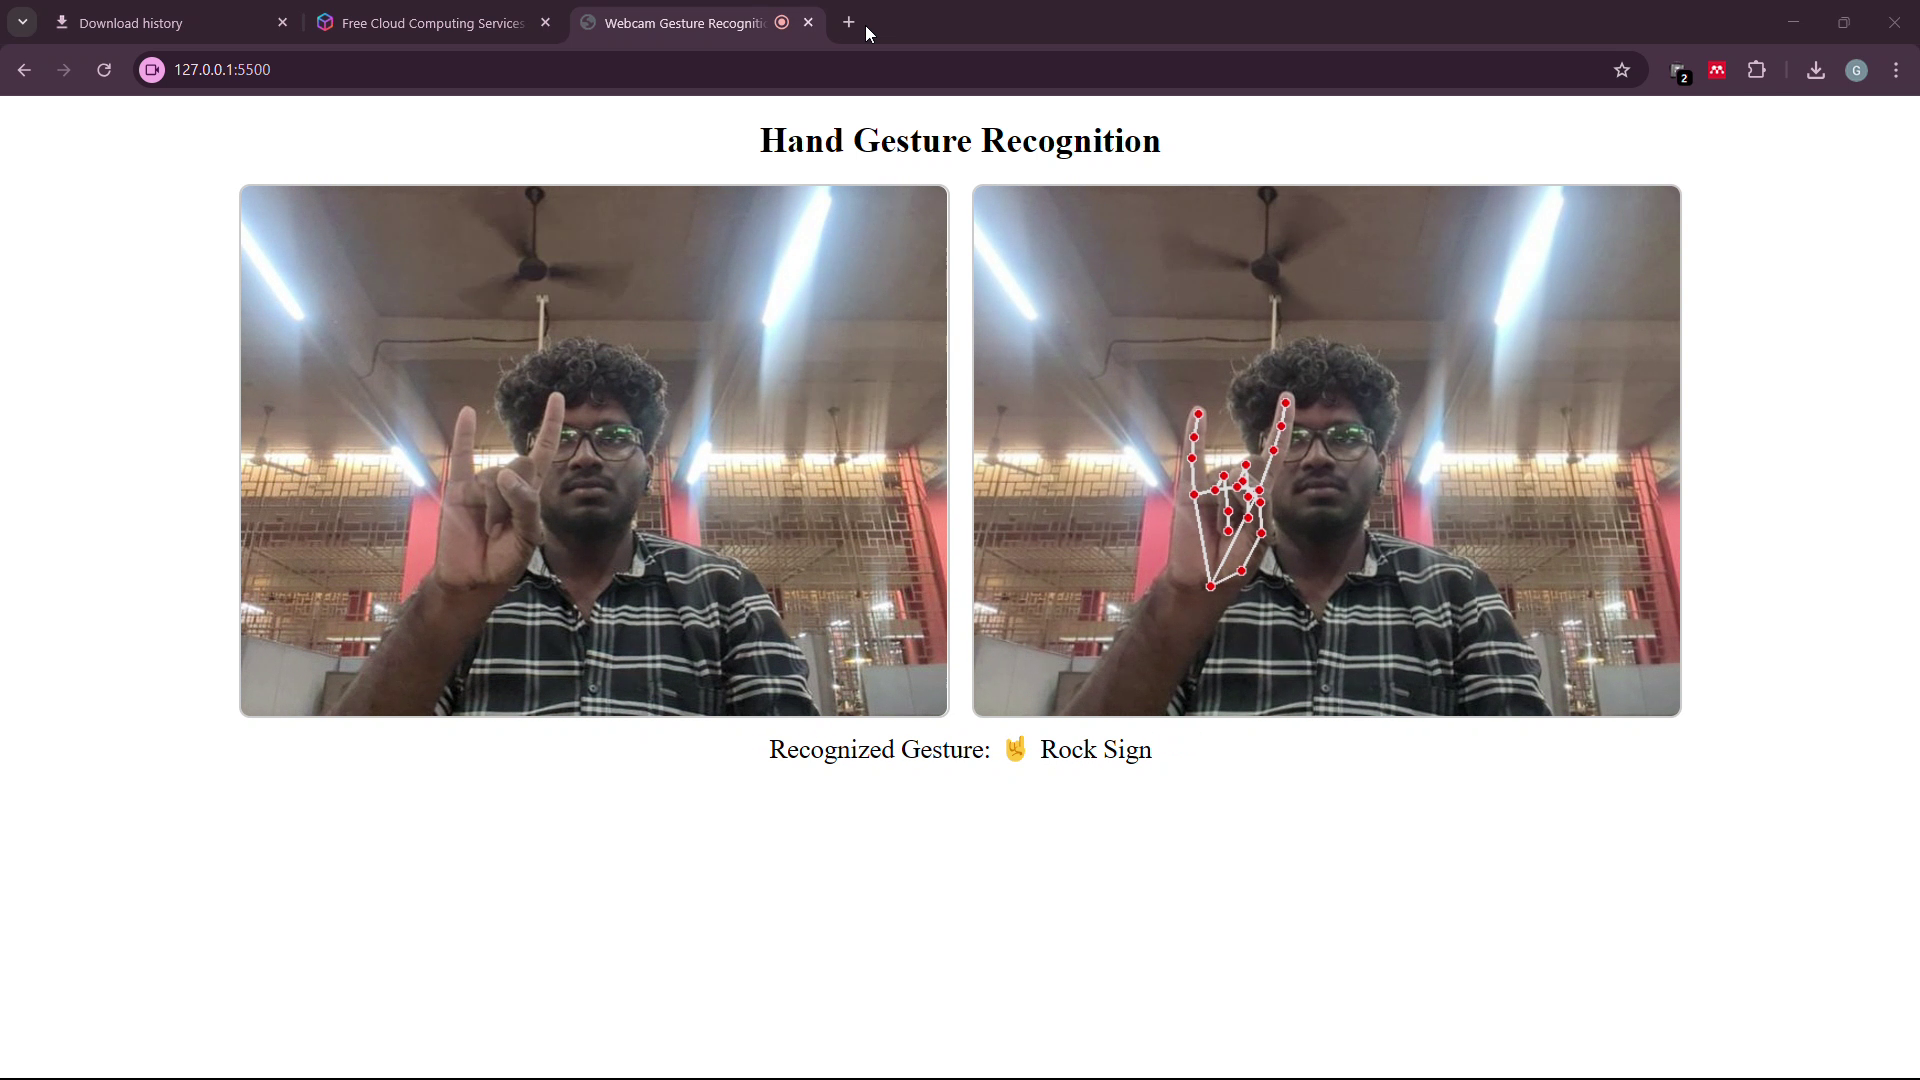 Download history
Free Cloud Computing Services
Webcam Gesture Recogniti
127.0.0.1:5500
2
G
Hand Gesture Recognition
Recognized Gesture: 🤘 Rock Sign